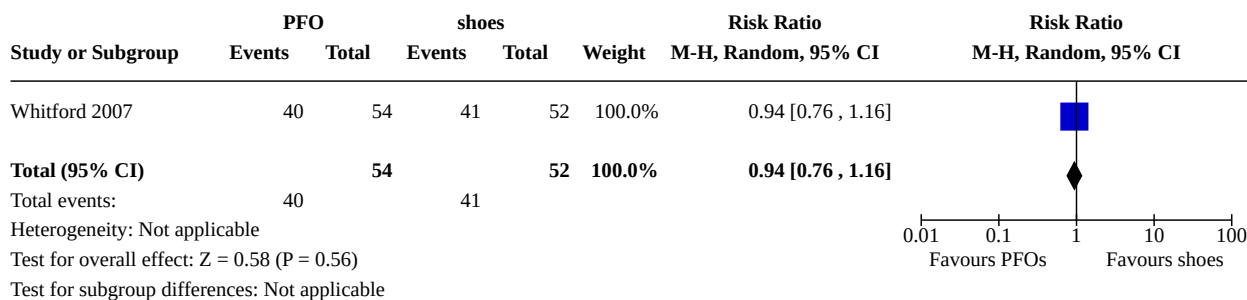 PFO shoes Risk Ratio Risk Ratio
Study or Subgroup Events Total Events Total Weight M-H, Random, 95% CI M-H, Random, 95% CI
Whitford 2007 40 54 41 52 100.0% 0.94 [0.76 , 1.16]
Total (95% CI) 54 52 100.0% 0.94 [0.76 , 1.16]
Total events: 40 41
Heterogeneity: Not applicable
0.01 0.1 1 10 100
Test for overall effect: Z = 0.58 (P = 0.56) Favours PFOs Favours shoes
Test for subgroup differences: Not applicable